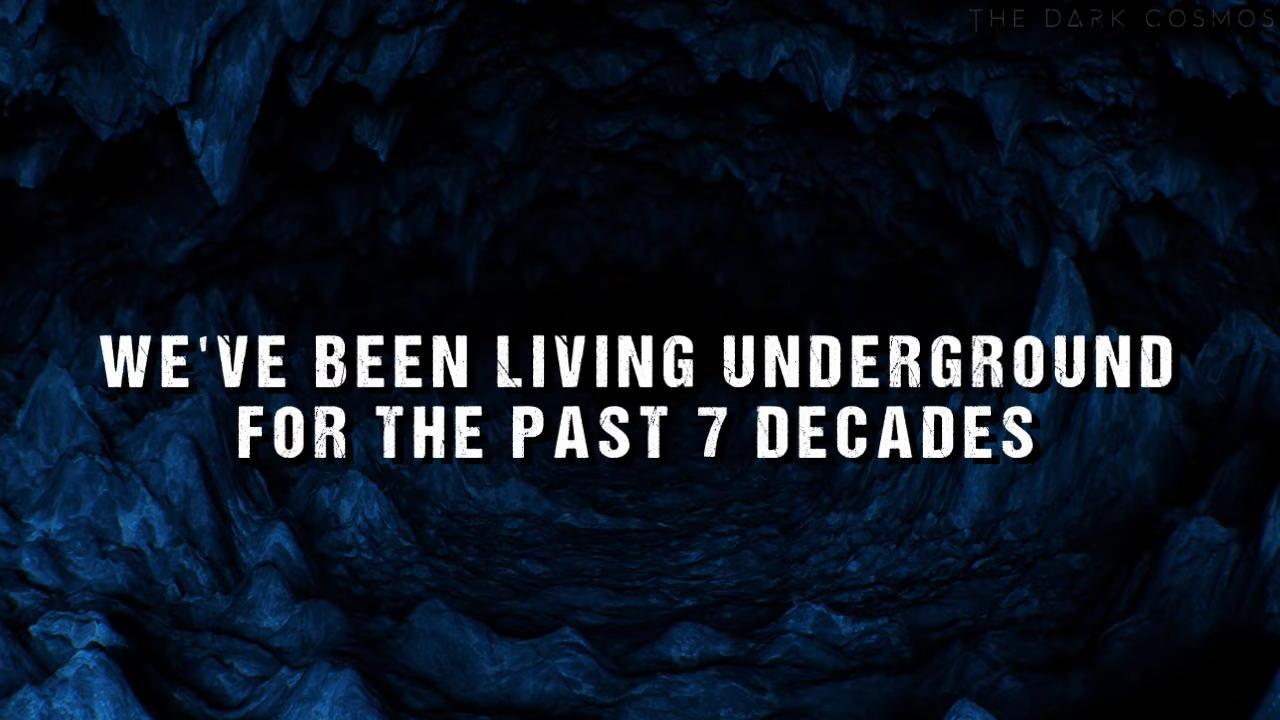 THE DARK COSMOS
WE'VE BEEN LIVING UNDERGROUND
FOR THE PAST 7 DECADES